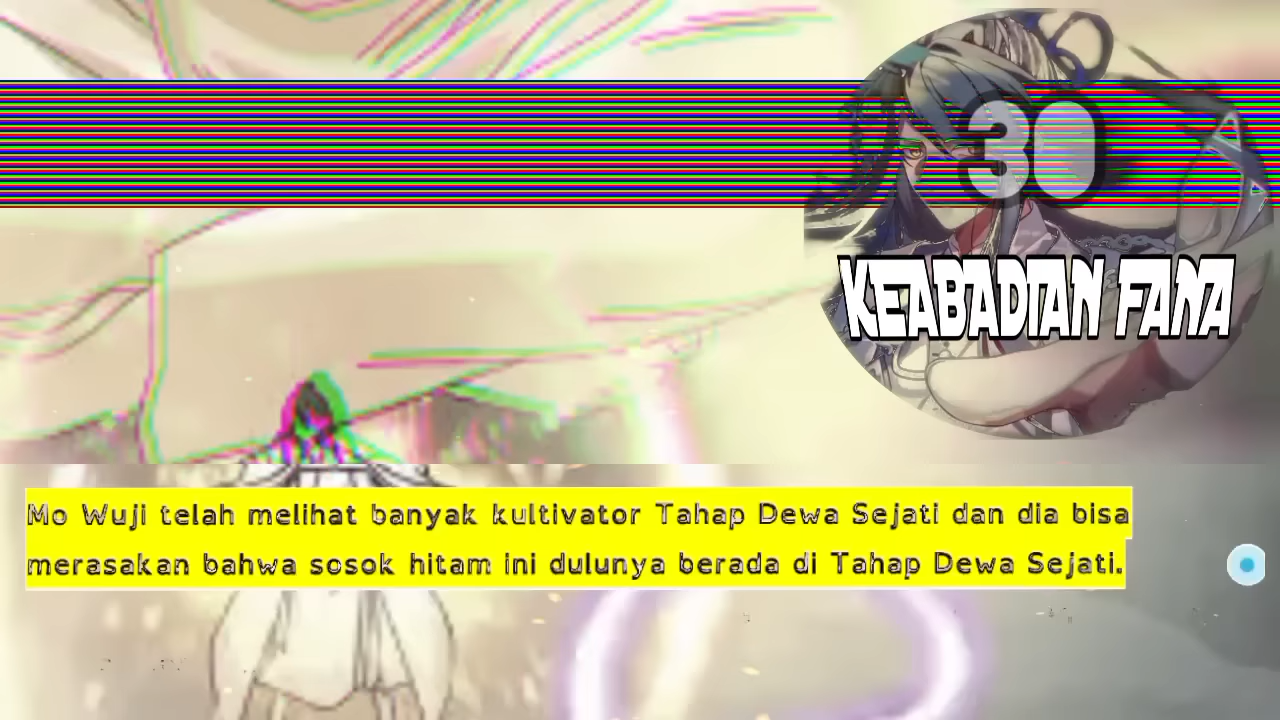 30
KEABADIAN FANA
Mo Wuji telah melihat banyak kultivator Tahap Dewa Sejati dan dia bisa
merasakan bahwa sosok hitam ini dulunya berada di Tahap Dewa Sejati.